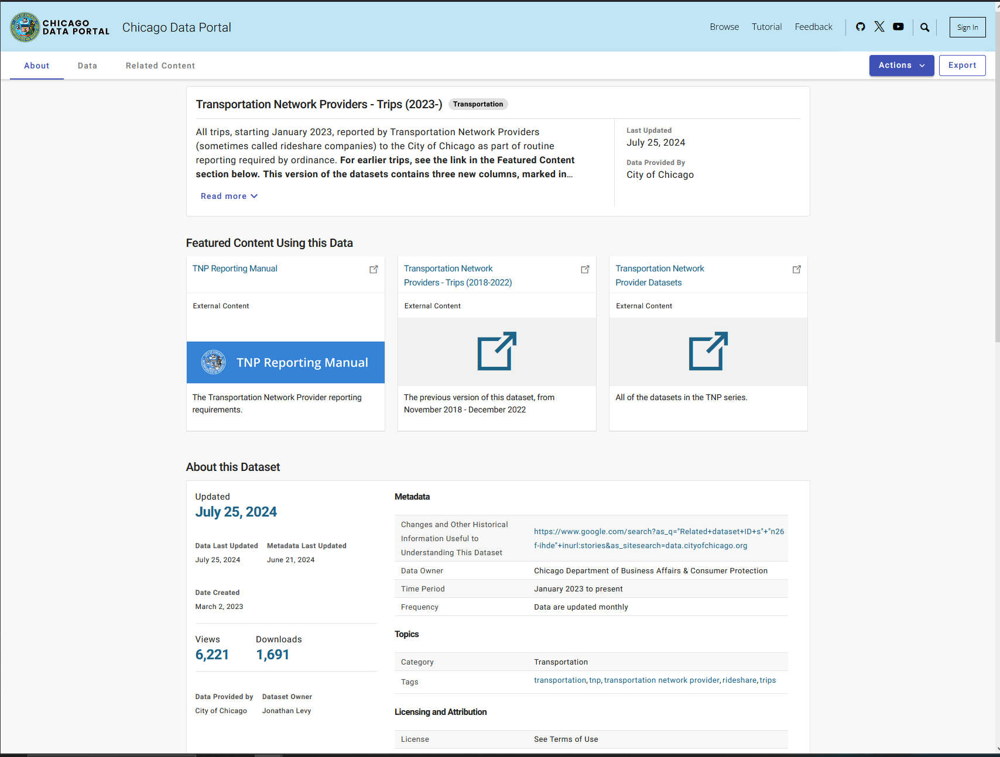 CHICAGO
DATA PORTAL
Chicago Data Portal
Browse
Tutorial
Feedback
Sign In
About
Data
Related Content
Actions
Export
Transportation Network Providers - Trips (2023-)
Transportation
All trips, starting January 2023, reported by Transportation Network Providers
(sometimes called rideshare companies) to the City of Chicago as part of routine
reporting required by ordinance. For earlier trips, see the link in the Featured Content
section below. This version of the datasets contains three new columns, marked in…
Read more
Last Updated
July 25, 2024
Data Provided By
City of Chicago
Featured Content Using this Data
TNP Reporting Manual
External Content
TNP Reporting Manual
The Transportation Network Provider reporting
requirements.
Transportation Network
Providers - Trips (2018-2022)
External Content
The previous version of this dataset, from
November 2018 - December 2022
Transportation Network
Provider Datasets
External Content
All of the datasets in the TNP series.
About this Dataset
Updated
July 25, 2024
Data Last Updated
July 25, 2024
Metadata Last Updated
June 21, 2024
Date Created
March 2, 2023
Views
6,221
Downloads
1,691
Data Provided by
City of Chicago
Dataset Owner
Jonathan Levy
Metadata
Changes and Other Historical
Information Useful to
Understanding This Dataset
https://www.google.com/search?as_q="Related+dataset+ID+s"+"n26
f-ihde"+inurl:stories&as_sitesearch=data.cityofchicago.org
Data Owner
Chicago Department of Business Affairs & Consumer Protection
Time Period
January 2023 to present
Frequency
Data are updated monthly
Topics
Category
Transportation
Tags
transportation, tnp, transportation network provider, rideshare, trips
Licensing and Attribution
License
See Terms of Use